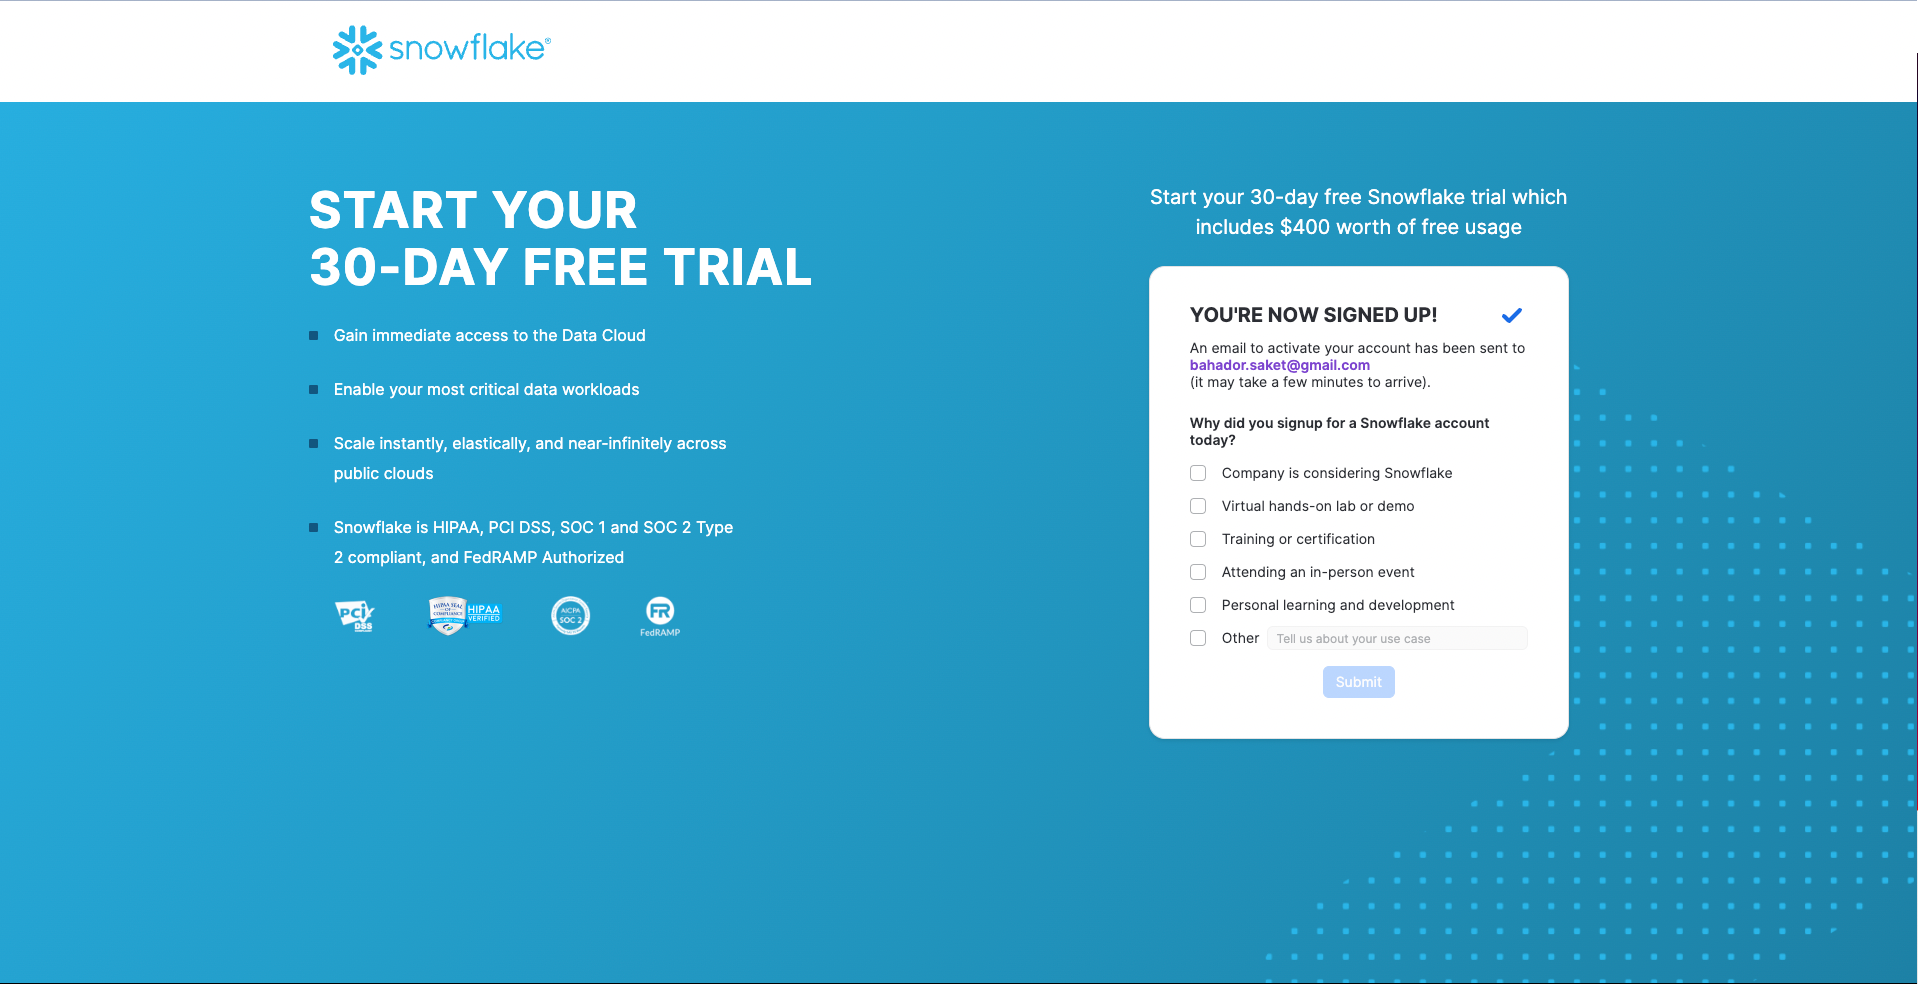 snowflake®
START YOUR
30-DAY FREE TRIAL
Gain immediate access to the Data Cloud
Enable your most critical data workloads
Scale instantly, elastically, and near-infinitely across
public clouds
Snowflake is HIPAA, PCI DSS, SOC 1 and SOC 2 Type
2 compliant, and FedRAMP Authorized
PCI
DSS
HIPAA SEAL
OF
COMPLIANCE
HIPAA
VERIFIED
AICPA
SOC 2
FR
FedRAMP
Start your 30-day free Snowflake trial which
includes $400 worth of free usage
YOU'RE NOW SIGNED UP!
An email to activate your account has been sent to
bahador.saket@gmail.com
(it may take a few minutes to arrive).
Why did you signup for a Snowflake account
today?
Company is considering Snowflake
Virtual hands-on lab or demo
Training or certification
Attending an in-person event
Personal learning and development
Other Tell us about your use case
Submit